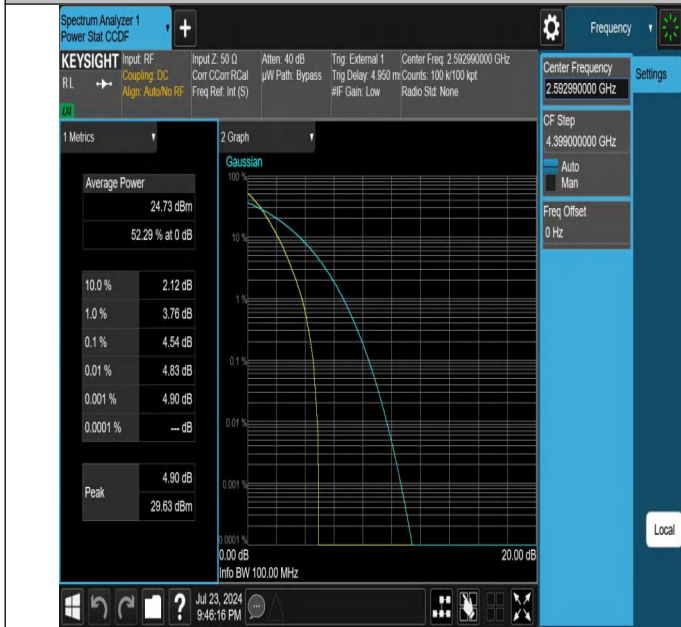 Spectrum Analyzer 1
Power Stat CCDF
+
Frequency
KEYSIGHT
RL
Input: RF
Coupling: DC
Align: Auto/No RF
Input Z: 50 Ω
Corr CCorr RCal
Freq Ref: Int (S)
Atten: 40 dB
µW Path: Bypass
Trig: External 1
Trig Delay: 4.950 m
#IF Gain: Low
Center Freq: 2.592990000 GHz
Counts: 100 k/100 kpt
Radio Std: None
Center Frequency
2.592990000 GHz
Settings
CF Step
4.399000000 GHz
Auto
Man
Freq Offset
0 Hz
1 Metrics
Average Power
24.73 dBm
52.29 % at 0 dB
10.0 % 2.12 dB
1.0 % 3.76 dB
0.1 % 4.54 dB
0.01 % 4.83 dB
0.001 % 4.90 dB
0.0001 % --- dB
Peak
4.90 dB
29.63 dBm
2 Graph
Gaussian
100 %
10 %
1 %
0.1 %
0.01 %
0.001 %
0.0001 %
0.00 dB 20.00 dB
Info BW 100.00 MHz
Local
?
Jul 23, 2024
9:46:16 PM